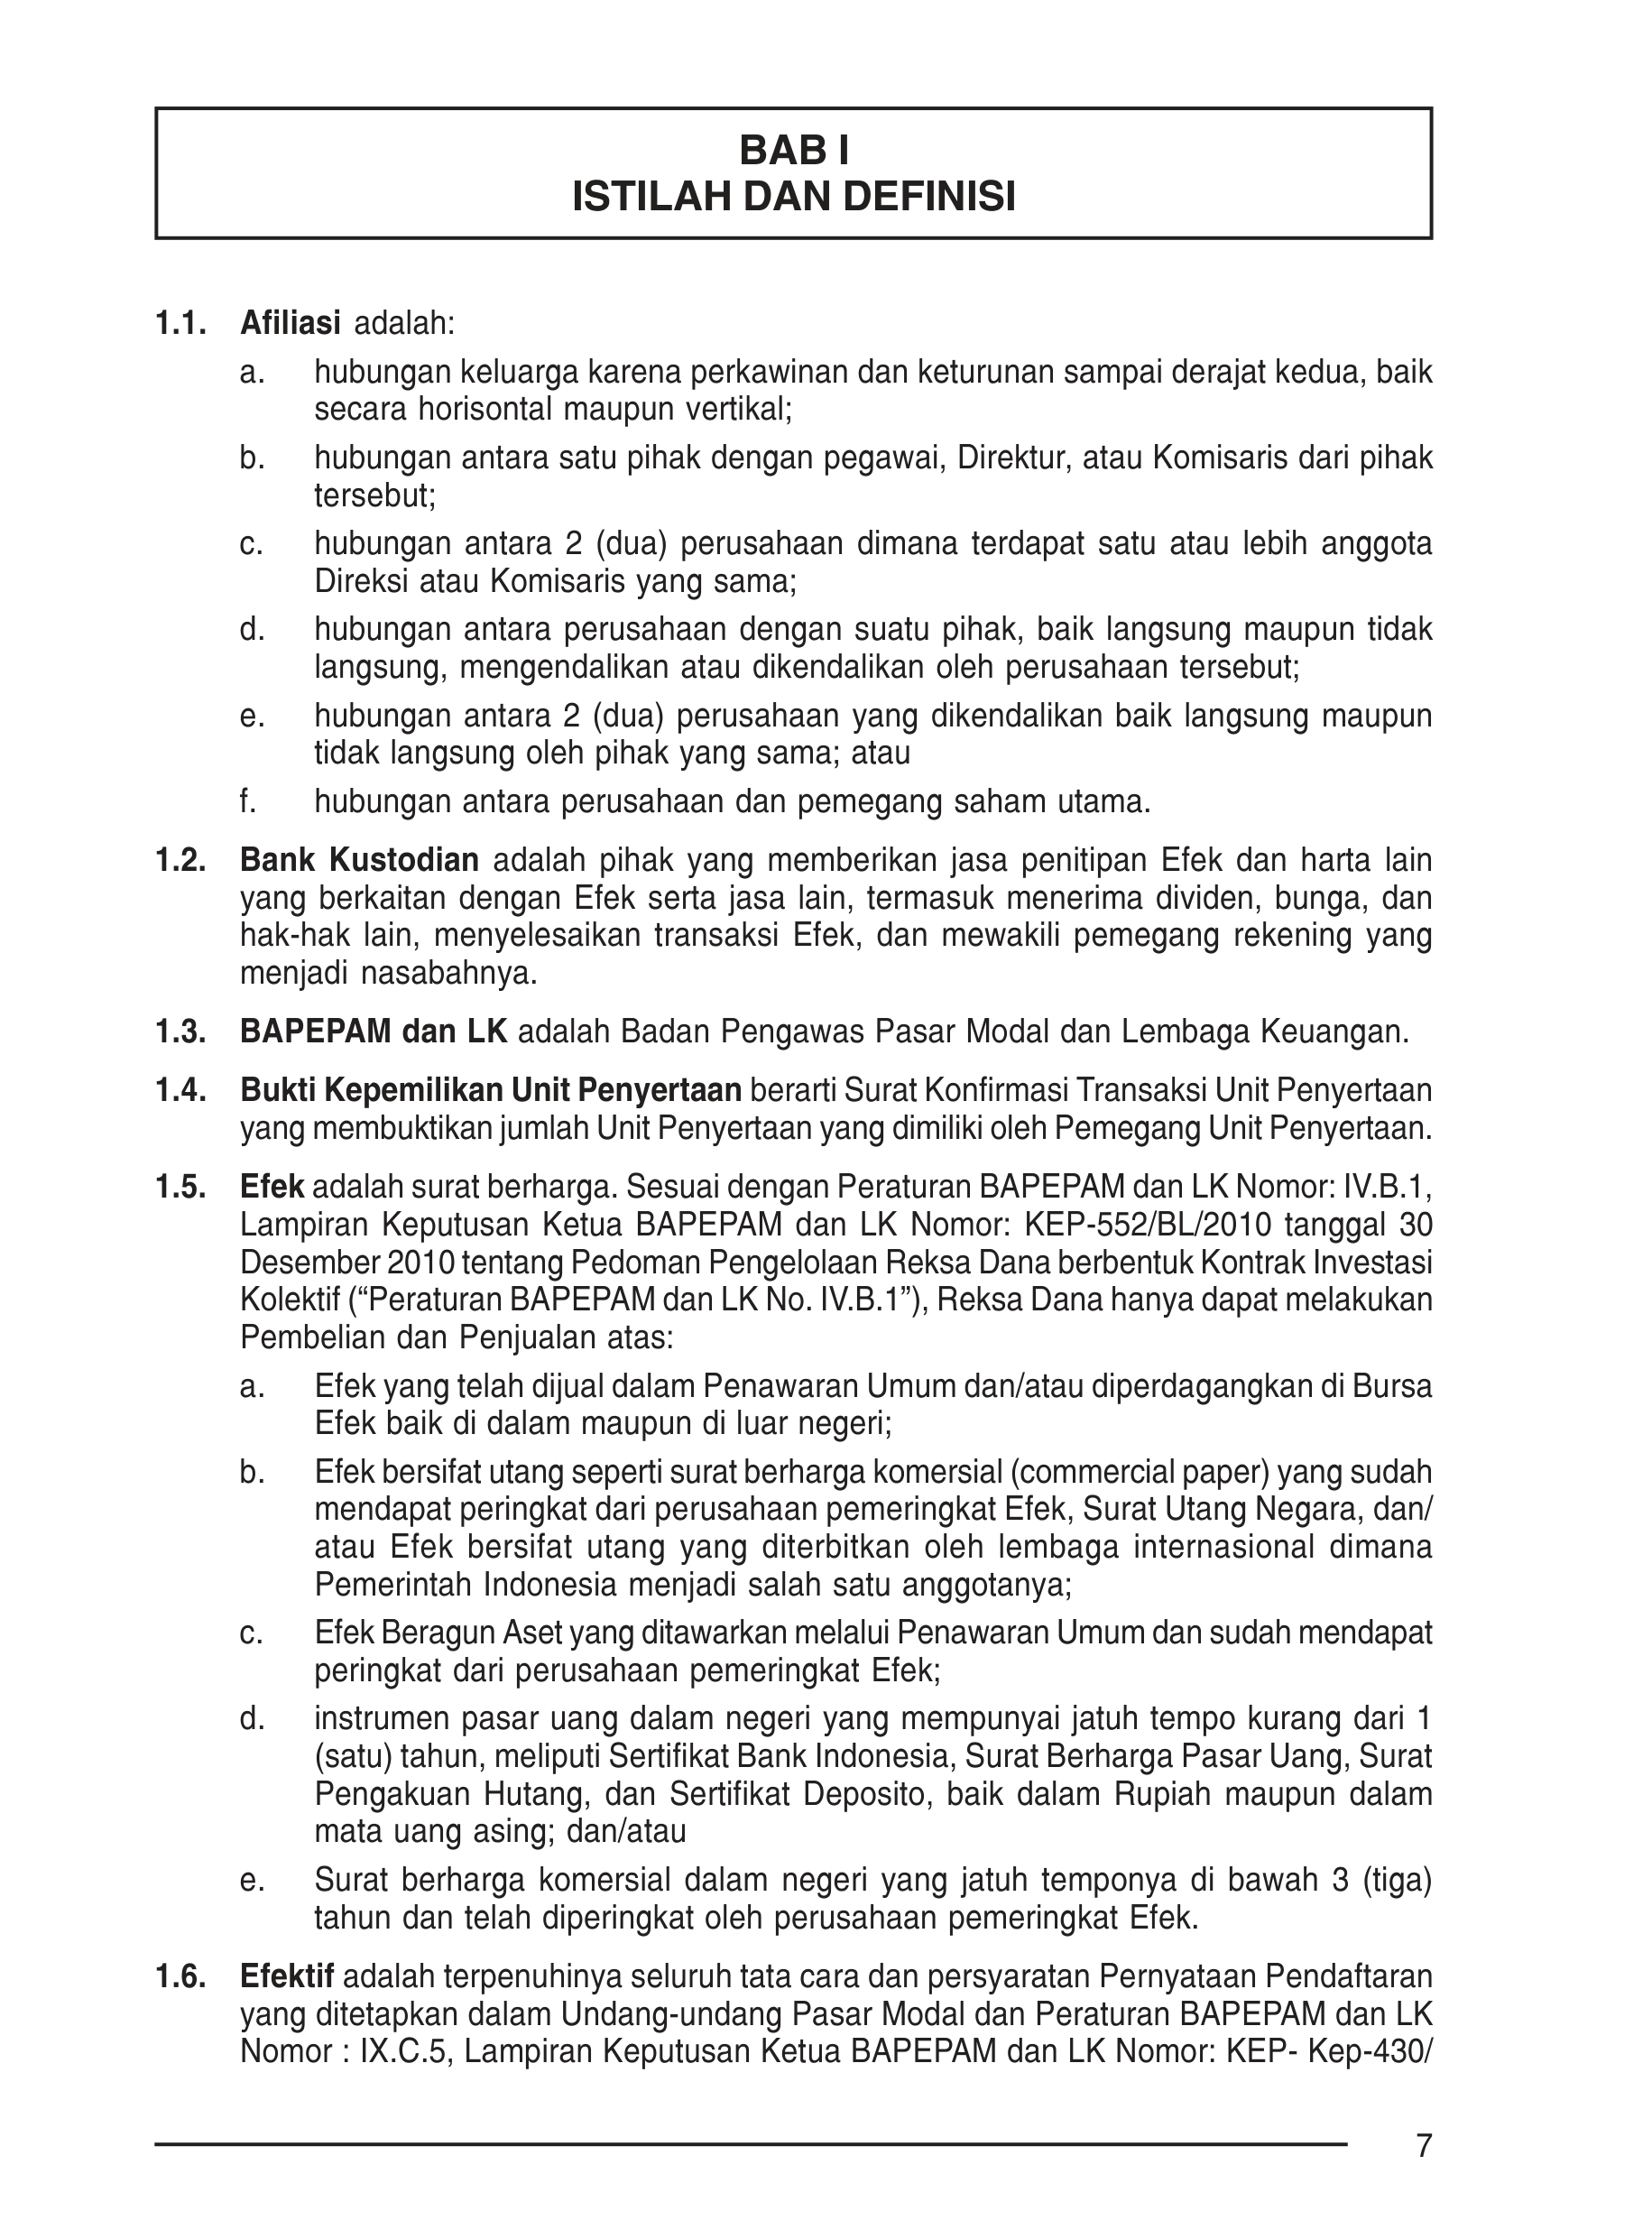 BAB I
ISTILAH DAN DEFINISI
1.1. Afiliasi adalah:
a. hubungan keluarga karena perkawinan dan keturunan sampai derajat kedua, baik
secara horisontal maupun vertikal;
b. hubungan antara satu pihak dengan pegawai, Direktur, atau Komisaris dari pihak
tersebut;
c. hubungan antara 2 (dua) perusahaan dimana terdapat satu atau lebih anggota
Direksi atau Komisaris yang sama;
d. hubungan antara perusahaan dengan suatu pihak, baik langsung maupun tidak
langsung, mengendalikan atau dikendalikan oleh perusahaan tersebut;
e. hubungan antara 2 (dua) perusahaan yang dikendalikan baik langsung maupun
tidak langsung oleh pihak yang sama; atau
f. hubungan antara perusahaan dan pemegang saham utama.
1.2. Bank Kustodian adalah pihak yang memberikan jasa penitipan Efek dan harta lain
yang berkaitan dengan Efek serta jasa lain, termasuk menerima dividen, bunga, dan
hak-hak lain, menyelesaikan transaksi Efek, dan mewakili pemegang rekening yang
menjadi nasabahnya.
1.3. BAPEPAM dan LK adalah Badan Pengawas Pasar Modal dan Lembaga Keuangan.
1.4. Bukti Kepemilikan Unit Penyertaan berarti Surat Konfirmasi Transaksi Unit Penyertaan
yang membuktikan jumlah Unit Penyertaan yang dimiliki oleh Pemegang Unit Penyertaan.
1.5. Efek adalah surat berharga. Sesuai dengan Peraturan BAPEPAM dan LK Nomor: IV.B.1,
Lampiran Keputusan Ketua BAPEPAM dan LK Nomor: KEP-552/BL/2010 tanggal 30
Desember 2010 tentang Pedoman Pengelolaan Reksa Dana berbentuk Kontrak Investasi
Kolektif (“Peraturan BAPEPAM dan LK No. IV.B.1”), Reksa Dana hanya dapat melakukan
Pembelian dan Penjualan atas:
a. Efek yang telah dijual dalam Penawaran Umum dan/atau diperdagangkan di Bursa
Efek baik di dalam maupun di luar negeri;
b. Efek bersifat utang seperti surat berharga komersial (commercial paper) yang sudah
mendapat peringkat dari perusahaan pemeringkat Efek, Surat Utang Negara, dan/
atau Efek bersifat utang yang diterbitkan oleh lembaga internasional dimana
Pemerintah Indonesia menjadi salah satu anggotanya;
c. Efek Beragun Aset yang ditawarkan melalui Penawaran Umum dan sudah mendapat
peringkat dari perusahaan pemeringkat Efek;
d. instrumen pasar uang dalam negeri yang mempunyai jatuh tempo kurang dari 1
(satu) tahun, meliputi Sertifikat Bank Indonesia, Surat Berharga Pasar Uang, Surat
Pengakuan Hutang, dan Sertifikat Deposito, baik dalam Rupiah maupun dalam
mata uang asing; dan/atau
e. Surat berharga komersial dalam negeri yang jatuh temponya di bawah 3 (tiga)
tahun dan telah diperingkat oleh perusahaan pemeringkat Efek.
1.6. Efektif adalah terpenuhinya seluruh tata cara dan persyaratan Pernyataan Pendaftaran
yang ditetapkan dalam Undang-undang Pasar Modal dan Peraturan BAPEPAM dan LK
Nomor : IX.C.5, Lampiran Keputusan Ketua BAPEPAM dan LK Nomor: KEP- Kep-430/
7